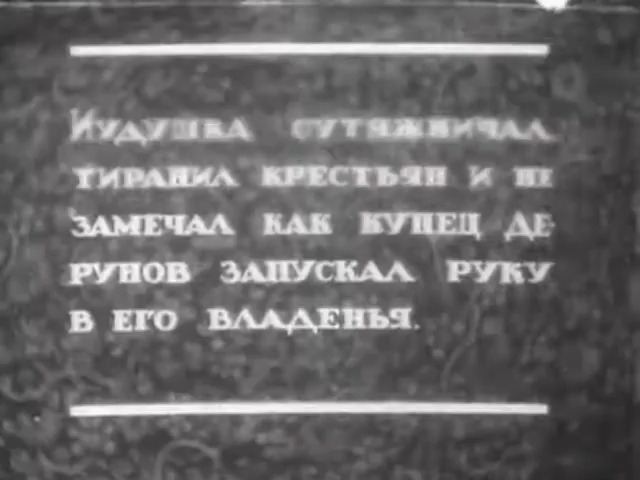 Иудушка сутяжничал
тиранил крестьян и не
замечал как купец Де-
рунов запускал руку
в его владенья.